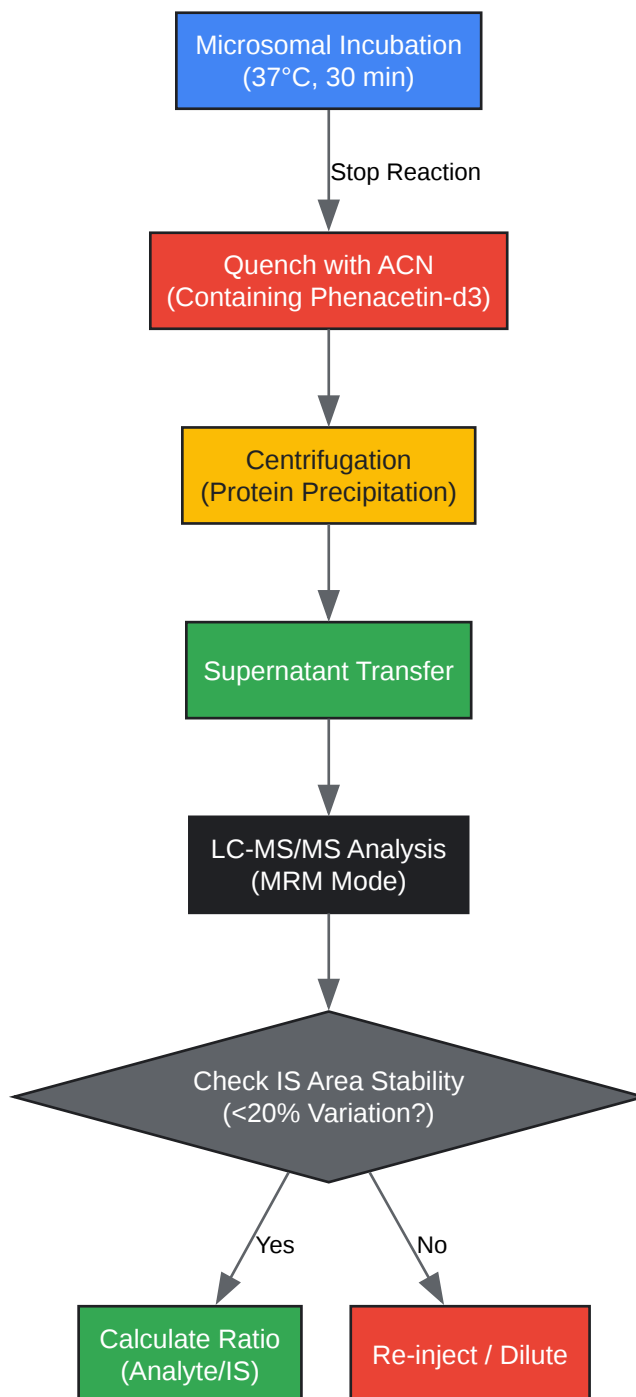 Microsomal Incubation
(37°C, 30 min)
Stop Reaction
Quench with ACN
(Containing Phenacetin-d3)
Centrifugation
(Protein Precipitation)
Supernatant Transfer
LC-MS/MS Analysis
(MRM Mode)
Check IS Area Stability
(<20% Variation?)
Yes
No
Calculate Ratio
(Analyte/IS)
Re-inject / Dilute